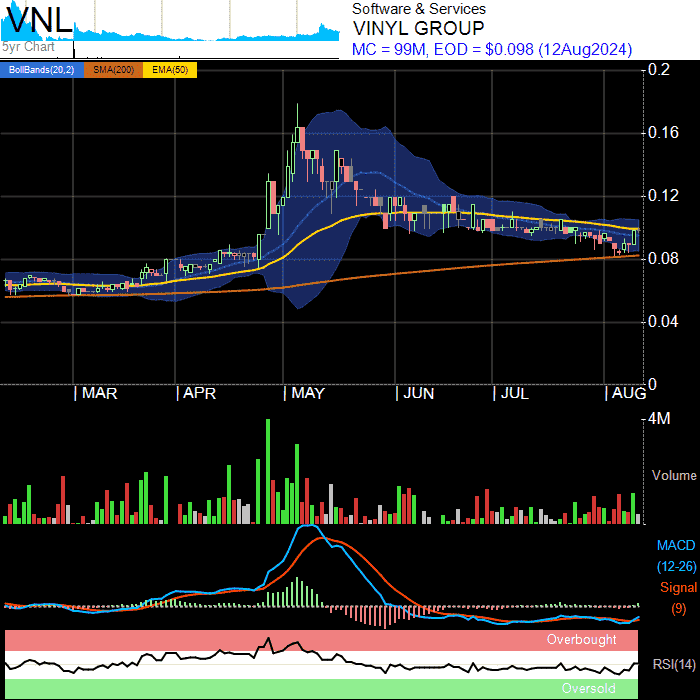 VNL
5yr Chart
Software & Services
VINYL GROUP
MC = 99M, EOD = $0.098 (12Aug2024)
BollBands(20,2) SMA(200) EMA(50)
0.2
0.16
0.12
0.08
0.04
0
| MAR | APR | MAY | JUN | JUL | AUG
4M
Volume
MACD
(12-26)
Signal
(9)
Overbought
RSI(14)
Oversold